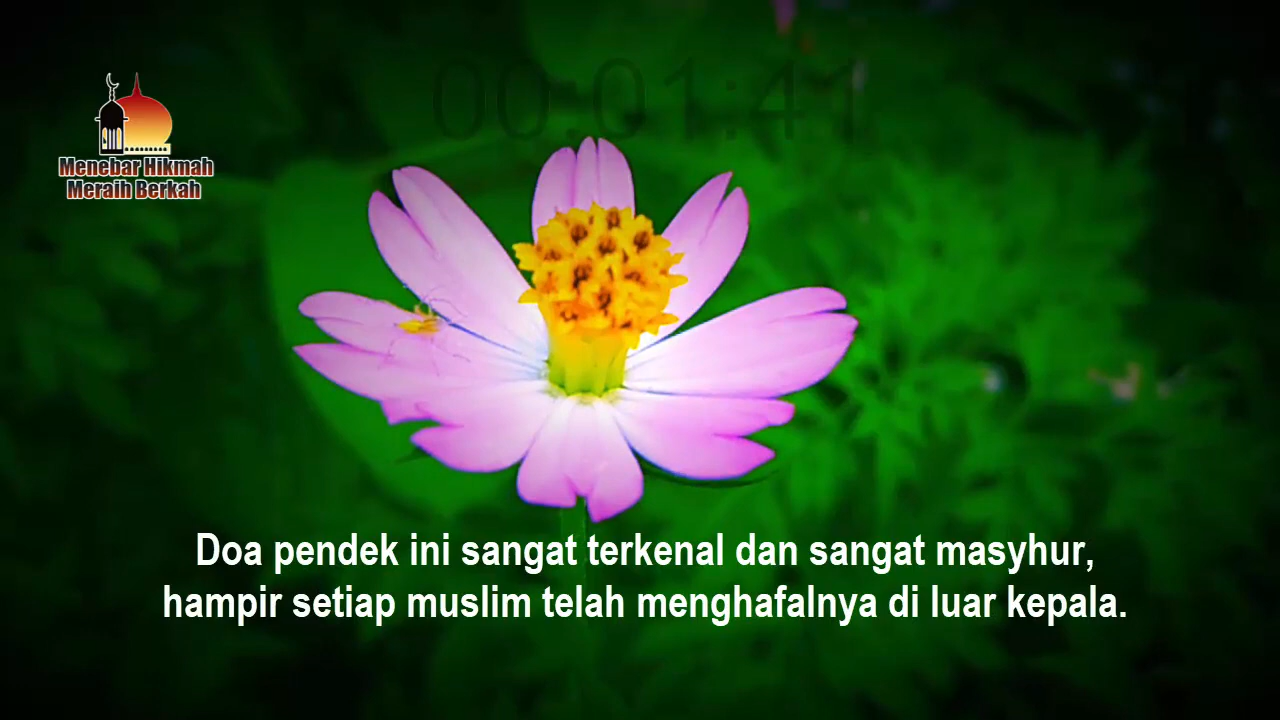 00:01:41
Menebar Hikmah
Meraih Berkah
Doa pendek ini sangat terkenal dan sangat masyhur,
hampir setiap muslim telah menghafalnya di luar kepala.